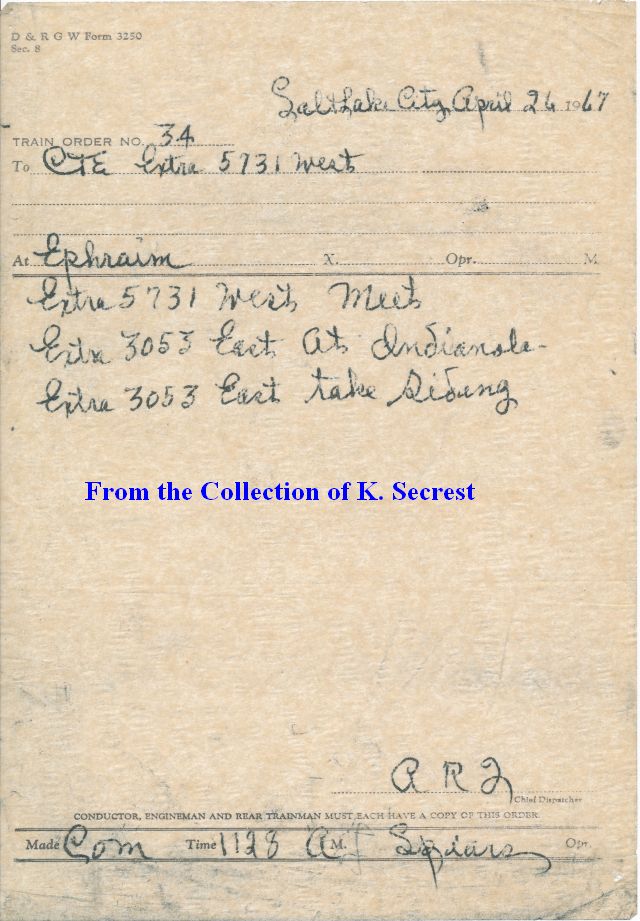 D & R G W Form 3250
Sec. 8
Salt Lake City April 26 1967
TRAIN ORDER NO. 34
To C+E Extra 5731 West
At Ephraim X. Opr. M.
Extra 5731 West Meet
Extra 3053 East At Indianola
Extra 3053 East take Siding
From the Collection of K. Secrest
A R J
Chief Dispatcher
CONDUCTOR, ENGINEMAN AND REAR TRAINMAN MUST EACH HAVE A COPY OF THIS ORDER.
Made Com Time 1128 A M. Opr.